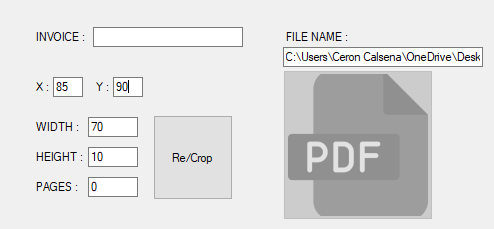 INVOICE :
FILE NAME :
C:\Users\Ceron Calsena\OneDrive\Desk
X : 85 Y : 90
WIDTH : 70
HEIGHT : 10
PAGES : 0
Re/Crop
PDF